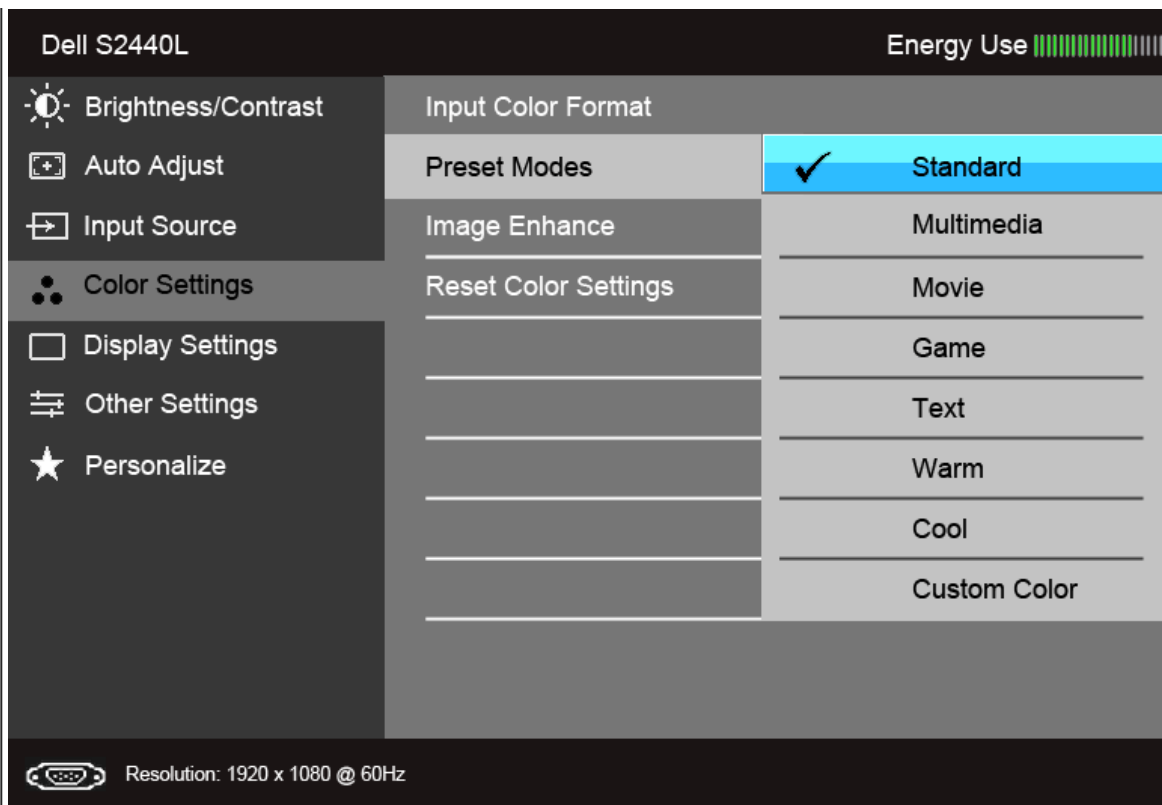 Dell S2440L
Energy Use
Brightness/Contrast
Auto Adjust
Input Source
Color Settings
Display Settings
Other Settings
Personalize
Input Color Format
Preset Modes
Image Enhance
Reset Color Settings
Standard
Multimedia
Movie
Game
Text
Warm
Cool
Custom Color
Resolution: 1920 x 1080 @ 60Hz